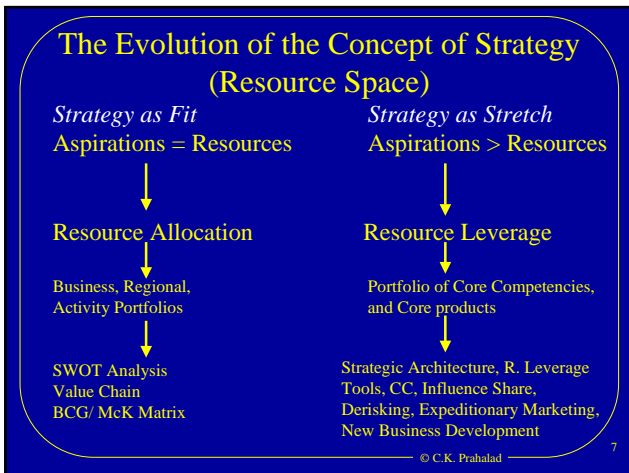 The Evolution of the Concept of Strategy
(Resource Space)
Strategy as Fit
Aspirations = Resources
Resource Allocation
Business, Regional,
Activity Portfolios
SWOT Analysis
Value Chain
BCG/ McK Matrix
Strategy as Stretch
Aspirations > Resources
Resource Leverage
Portfolio of Core Competencies,
and Core products
Strategic Architecture, R. Leverage
Tools, CC, Influence Share,
Derisking, Expeditionary Marketing,
New Business Development
7
© C.K. Prahalad